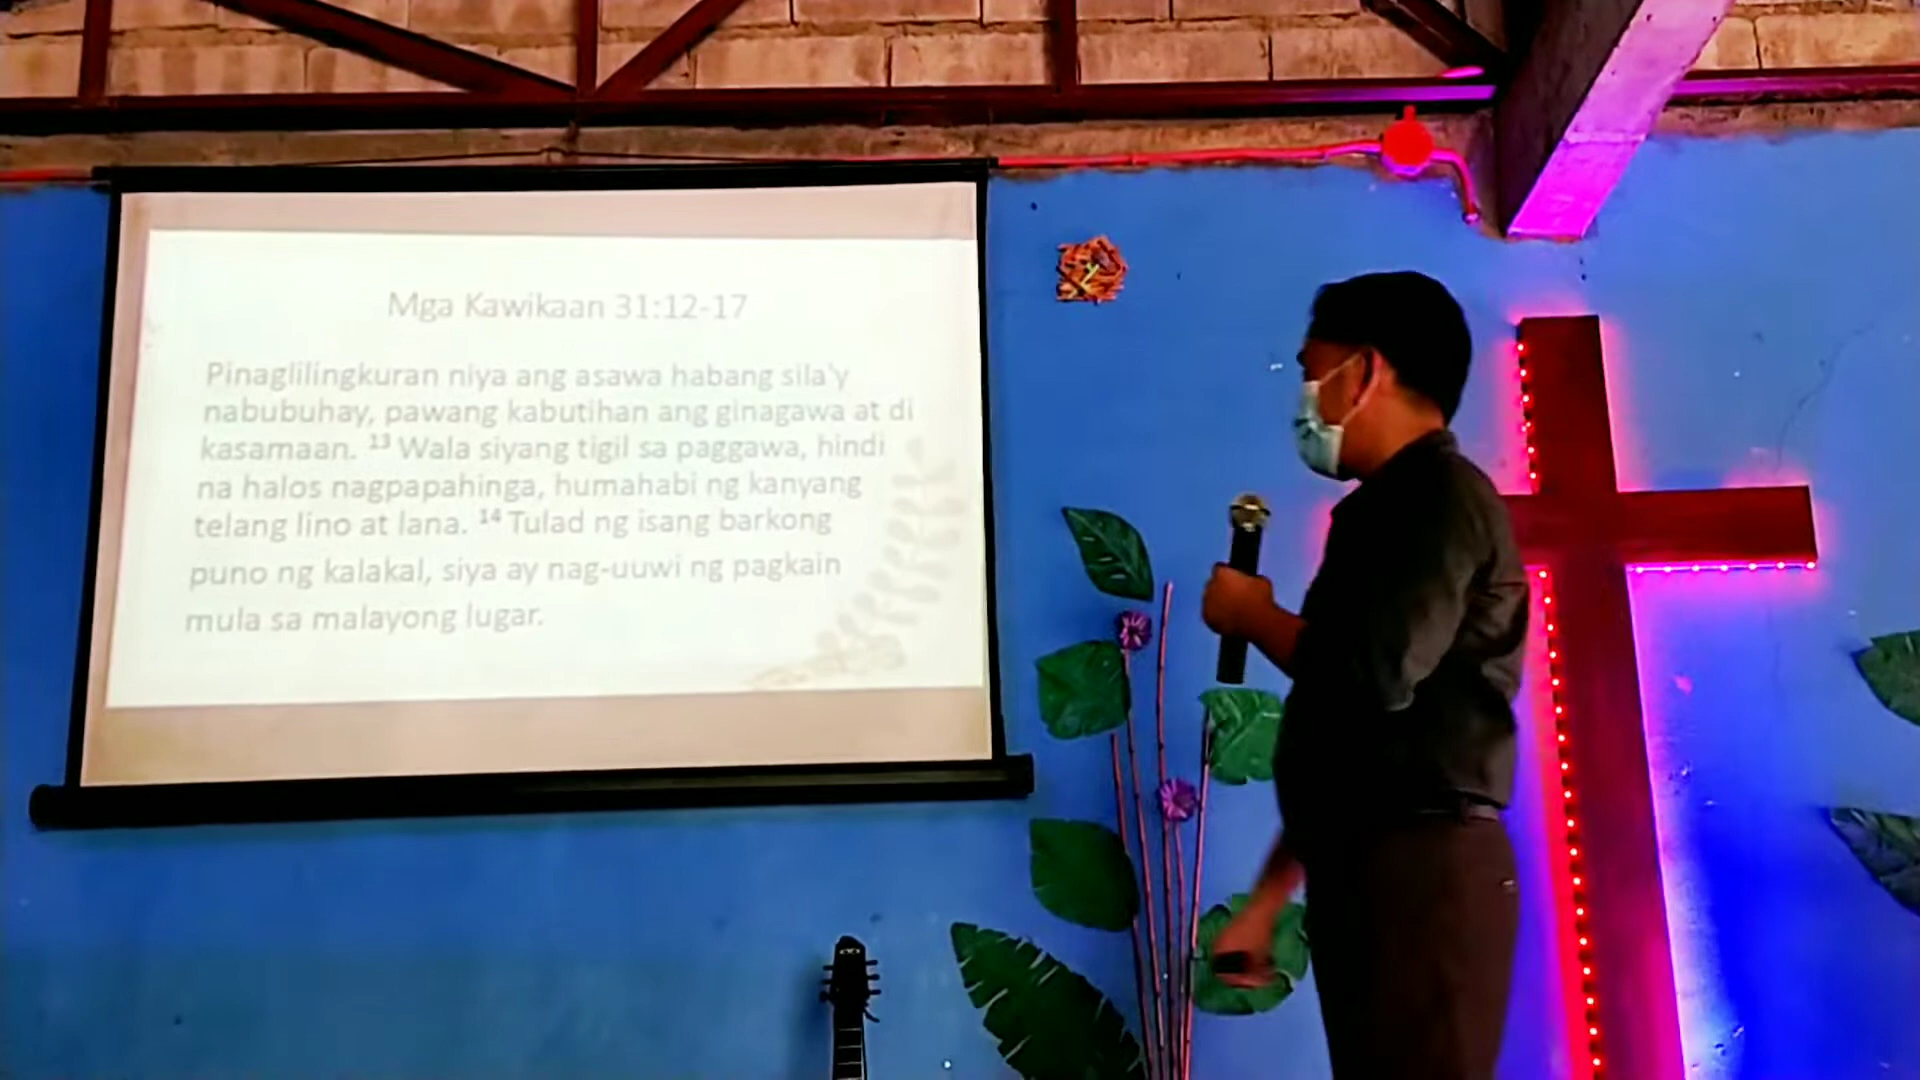 Mga Kawikaan 31:12-17
Pinaglilingkuran niya ang asawa habang sila'y
nabubuhay, pawang kabutihan ang ginagawa at di
kasamaan. 13 Wala siyang tigil sa paggawa, hindi
na halos nagpapahinga, humahabi ng kanyang
telang lino at lana. 14 Tulad ng isang barkong
puno ng kalakal, siya ay nag-uuwi ng pagkain
mula sa malayong lugar.